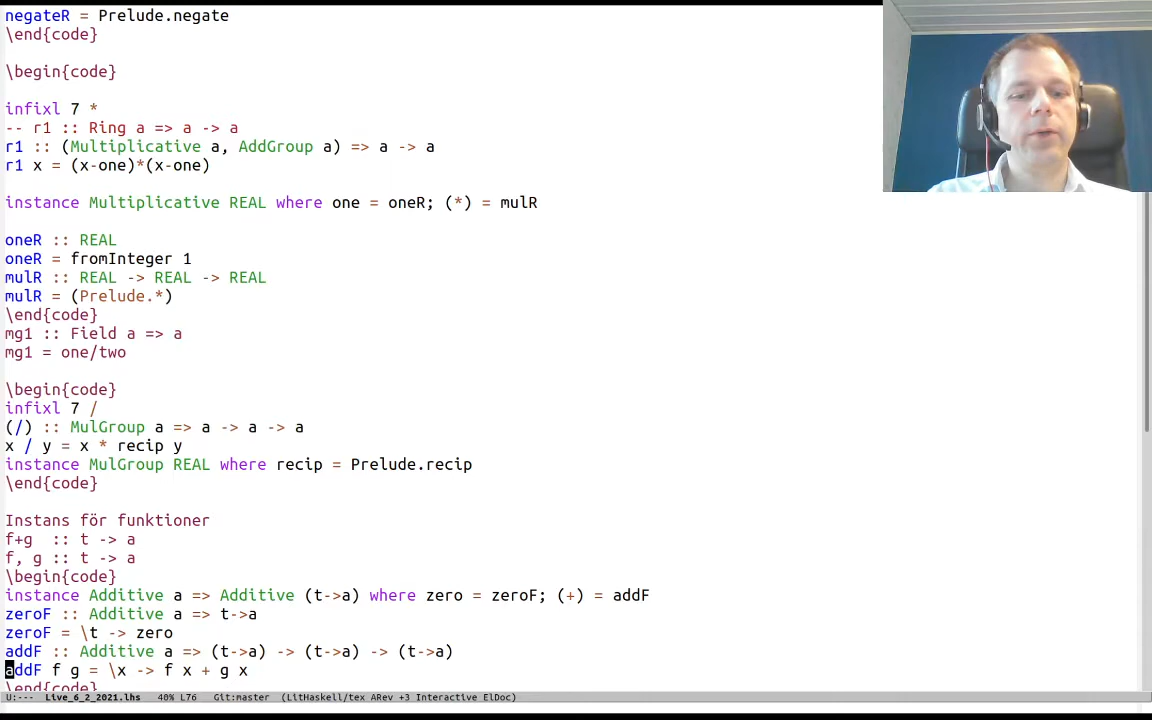 negateR = Prelude.negate
\end{code}
\begin{code}
infixl 7 *
-- r1 :: Ring a => a -> a
r1 :: (Multiplicative a, AddGroup a) => a -> a
r1 x = (x-one)*(x-one)
instance Multiplicative REAL where one = oneR; (*) = mulR
oneR :: REAL
oneR = fromInteger 1
mulR :: REAL -> REAL -> REAL
mulR = (Prelude.*)
\end{code}
mg1 :: Field a => a
mg1 = one/two
\begin{code}
infixl 7 /
(/) :: MulGroup a => a -> a -> a
x / y = x * recip y
instance MulGroup REAL where recip = Prelude.recip
\end{code}
Instans för funktioner
f+g  :: t -> a
f, g :: t -> a
\begin{code}
instance Additive a => Additive (t->a) where zero = zeroF; (+) = addF
zeroF :: Additive a => t->a
zeroF = \t -> zero
addF :: Additive a => (t->a) -> (t->a) -> (t->a)
addF f g = \x -> f x + g x
\end{code}
U:--- Live_6_2_2021.lhs 40% L76 Git:master (LitHaskell/tex ARev +3 Interactive ElDoc)